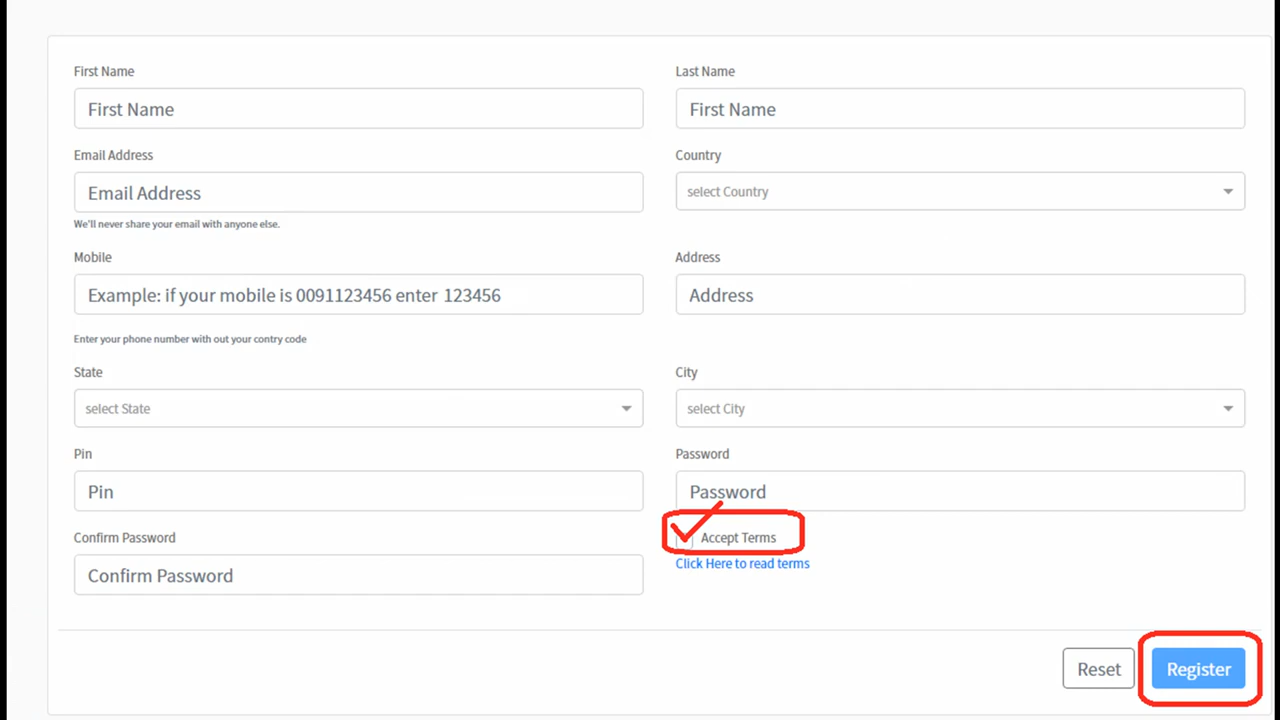 First Name
Last Name
First Name
First Name
Email Address
Country
Email Address
select Country
We'll never share your email with anyone else.
Mobile
Address
Example: if your mobile is 0091123456 enter 123456
Address
Enter your phone number with out your contry code
State
City
select State
select City
Pin
Password
Pin
Password
Confirm Password
Accept Terms
Confirm Password
Click Here to read terms
Reset
Register